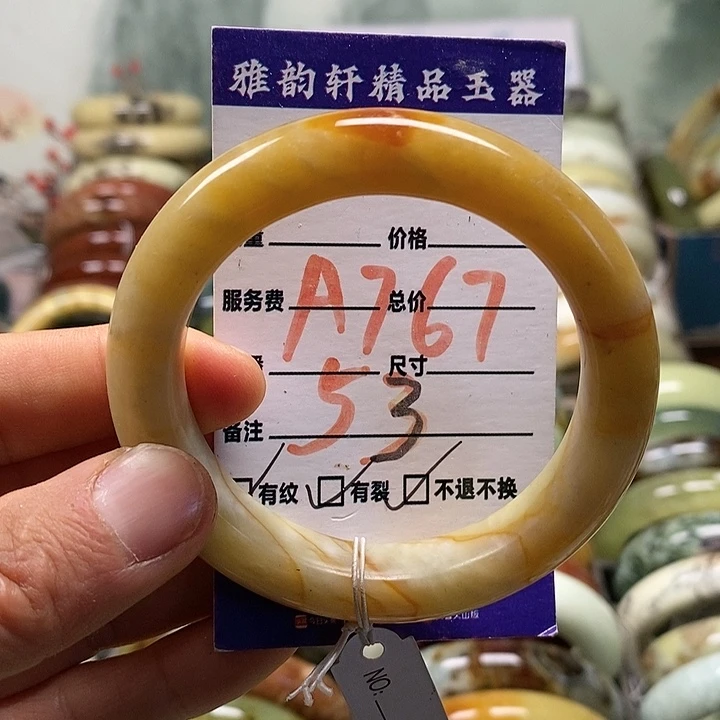 雅韵轩精品玉器
重 价格
服务费 A767 总价
尺寸
备注 53
有纹 有裂 不退不换
NO: